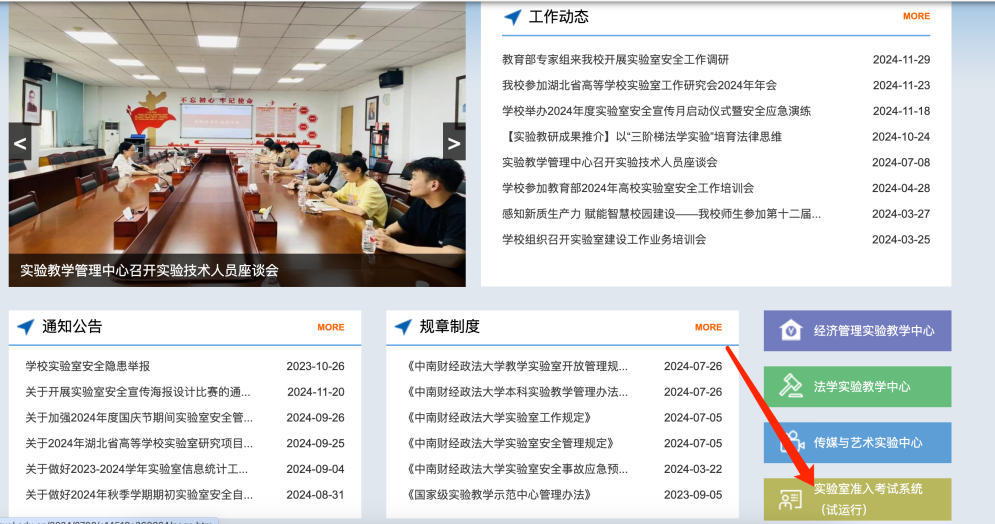 工作动态
MORE
教育部专家组来我校开展实验室安全工作调研 2024-11-29
我校参加湖北省高等学校实验室工作研究会2024年年会 2024-11-23
学校举办2024年度实验室安全宣传月启动仪式暨安全应急演练 2024-11-18
【实验教研成果推介】以“三阶梯法学实验”培育法律思维 2024-10-24
实验教学管理中心召开实验技术人员座谈会 2024-07-08
学校参加教育部2024年高校实验室安全工作培训会 2024-04-28
感知新质生产力 赋能智慧校园建设——我校师生参加第十二届... 2024-03-27
学校组织召开实验室建设工作业务培训会 2024-03-25
不忘初心 牢记使命
<
>
实验教学管理中心召开实验技术人员座谈会
通知公告
MORE
学校实验室安全隐患举报 2023-10-26
关于开展实验室安全宣传海报设计比赛的通... 2024-11-20
关于加强2024年度国庆节期间实验室安全管... 2024-09-26
关于2024年湖北省高等学校实验室研究项目... 2024-09-25
关于做好2023-2024学年实验室信息统计工... 2024-09-04
关于做好2024年秋季学期期初实验室安全自... 2024-08-31
规章制度
MORE
《中南财经政法大学教学实验室开放管理规... 2024-07-26
《中南财经政法大学本科实验教学管理办法... 2024-07-26
《中南财经政法大学实验室工作规定》 2024-07-05
《中南财经政法大学实验室安全管理规定》 2024-07-05
《中南财经政法大学实验室安全事故应急预... 2024-03-22
《国家级实验教学示范中心管理办法》 2023-09-05
经济管理实验教学中心
法学实验教学中心
传媒与艺术实验中心
实验室准入考试系统
（试运行）